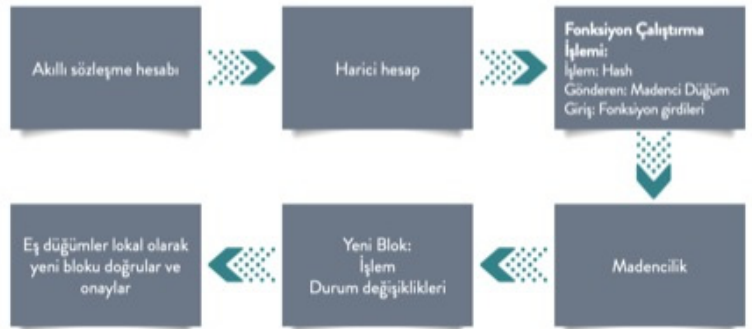 Akıllı sözleşme hesabı
Harici hesap
Fonksiyon Çalıştırma
İşlemi:
İşlem: Hash
Gönderen: Madenci Düğüm
Giriş: Fonksiyon girdileri
Madencilik
Yeni Blok:
İşlem
Durum değişiklikleri
Eş düğümler lokal olarak
yeni bloku doğrular ve
onaylar